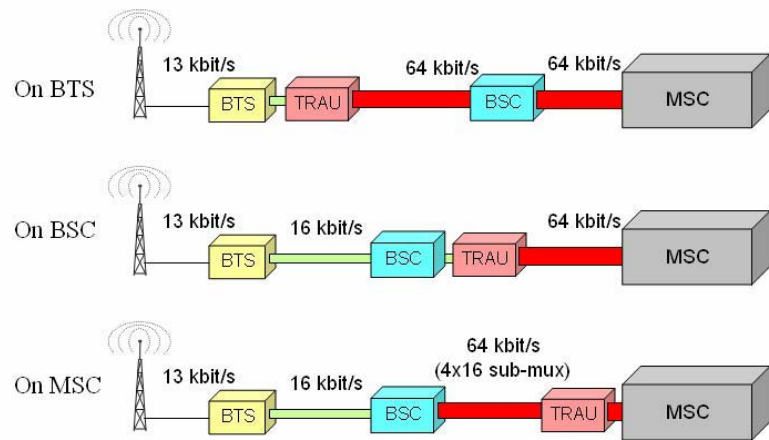 13 kbit/s
64 kbit/s
64 kbit/s
On BTS
BTS
TRAU
BSC
MSC
13 kbit/s
16 kbit/s
64 kbit/s
On BSC
BTS
BSC
TRAU
MSC
64 kbit/s
(4x16 sub-mux)
13 kbit/s
16 kbit/s
On MSC
BTS
BSC
TRAU
MSC